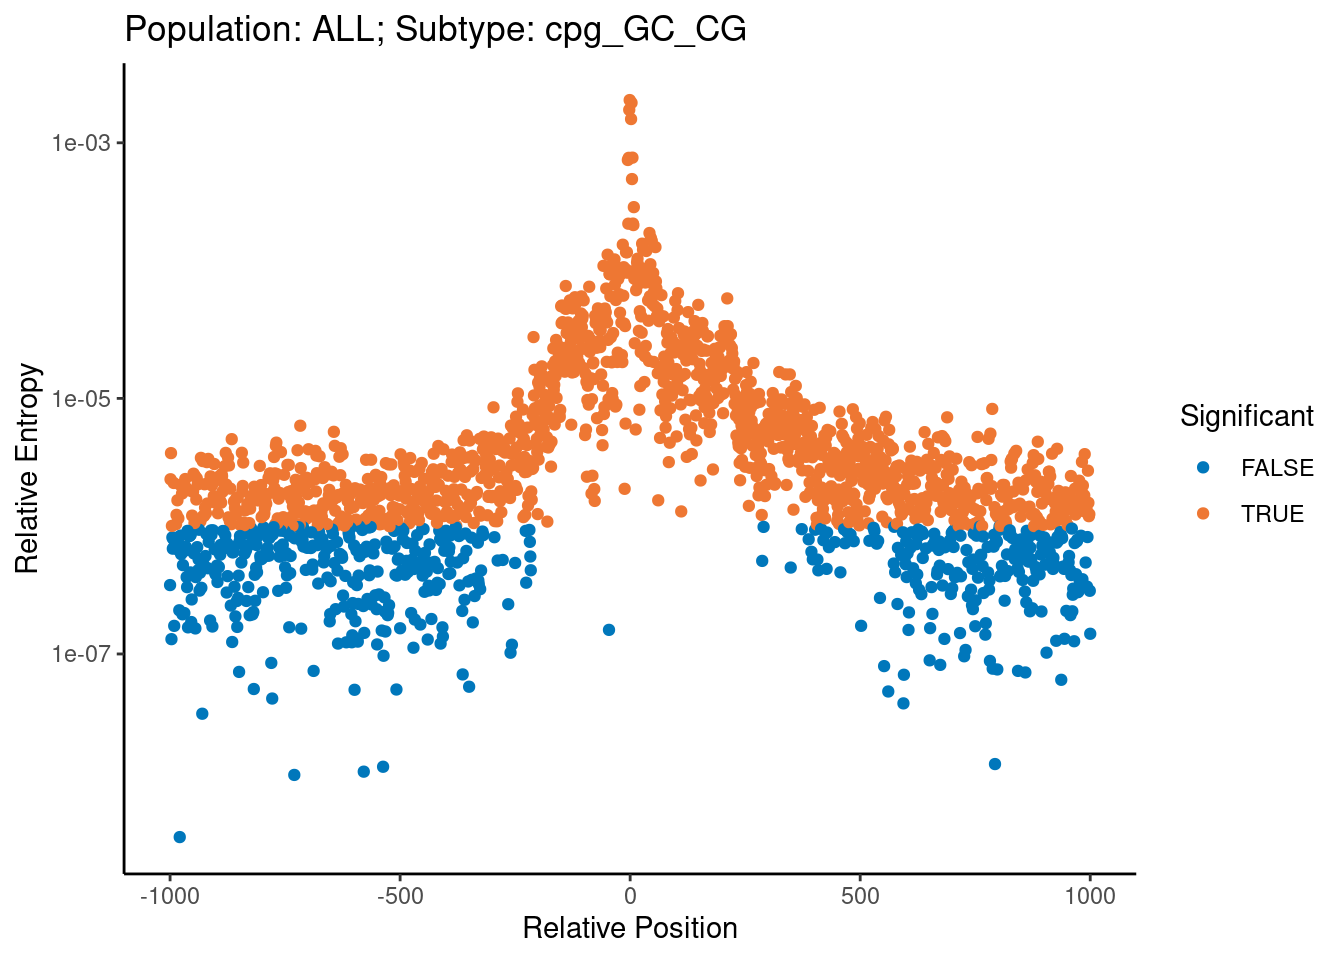 Population: ALL; Subtype: cpg_GC_CG
1e-03
1e-05
1e-07
Relative Entropy
-1000
-500
0
500
1000
Relative Position
Significant
FALSE
TRUE